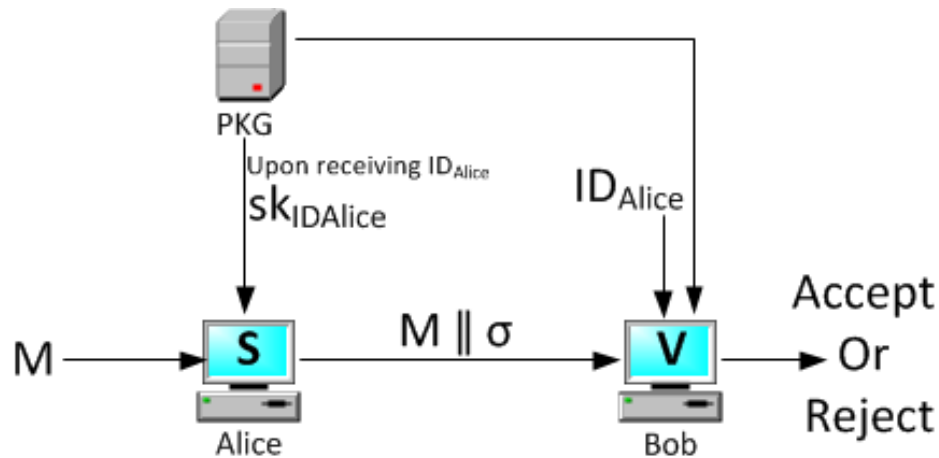 PKG
Upon receiving IDAlice
skIDAlice
IDAlice
M
S
M || σ
V
Accept
Or
Reject
Alice
Bob